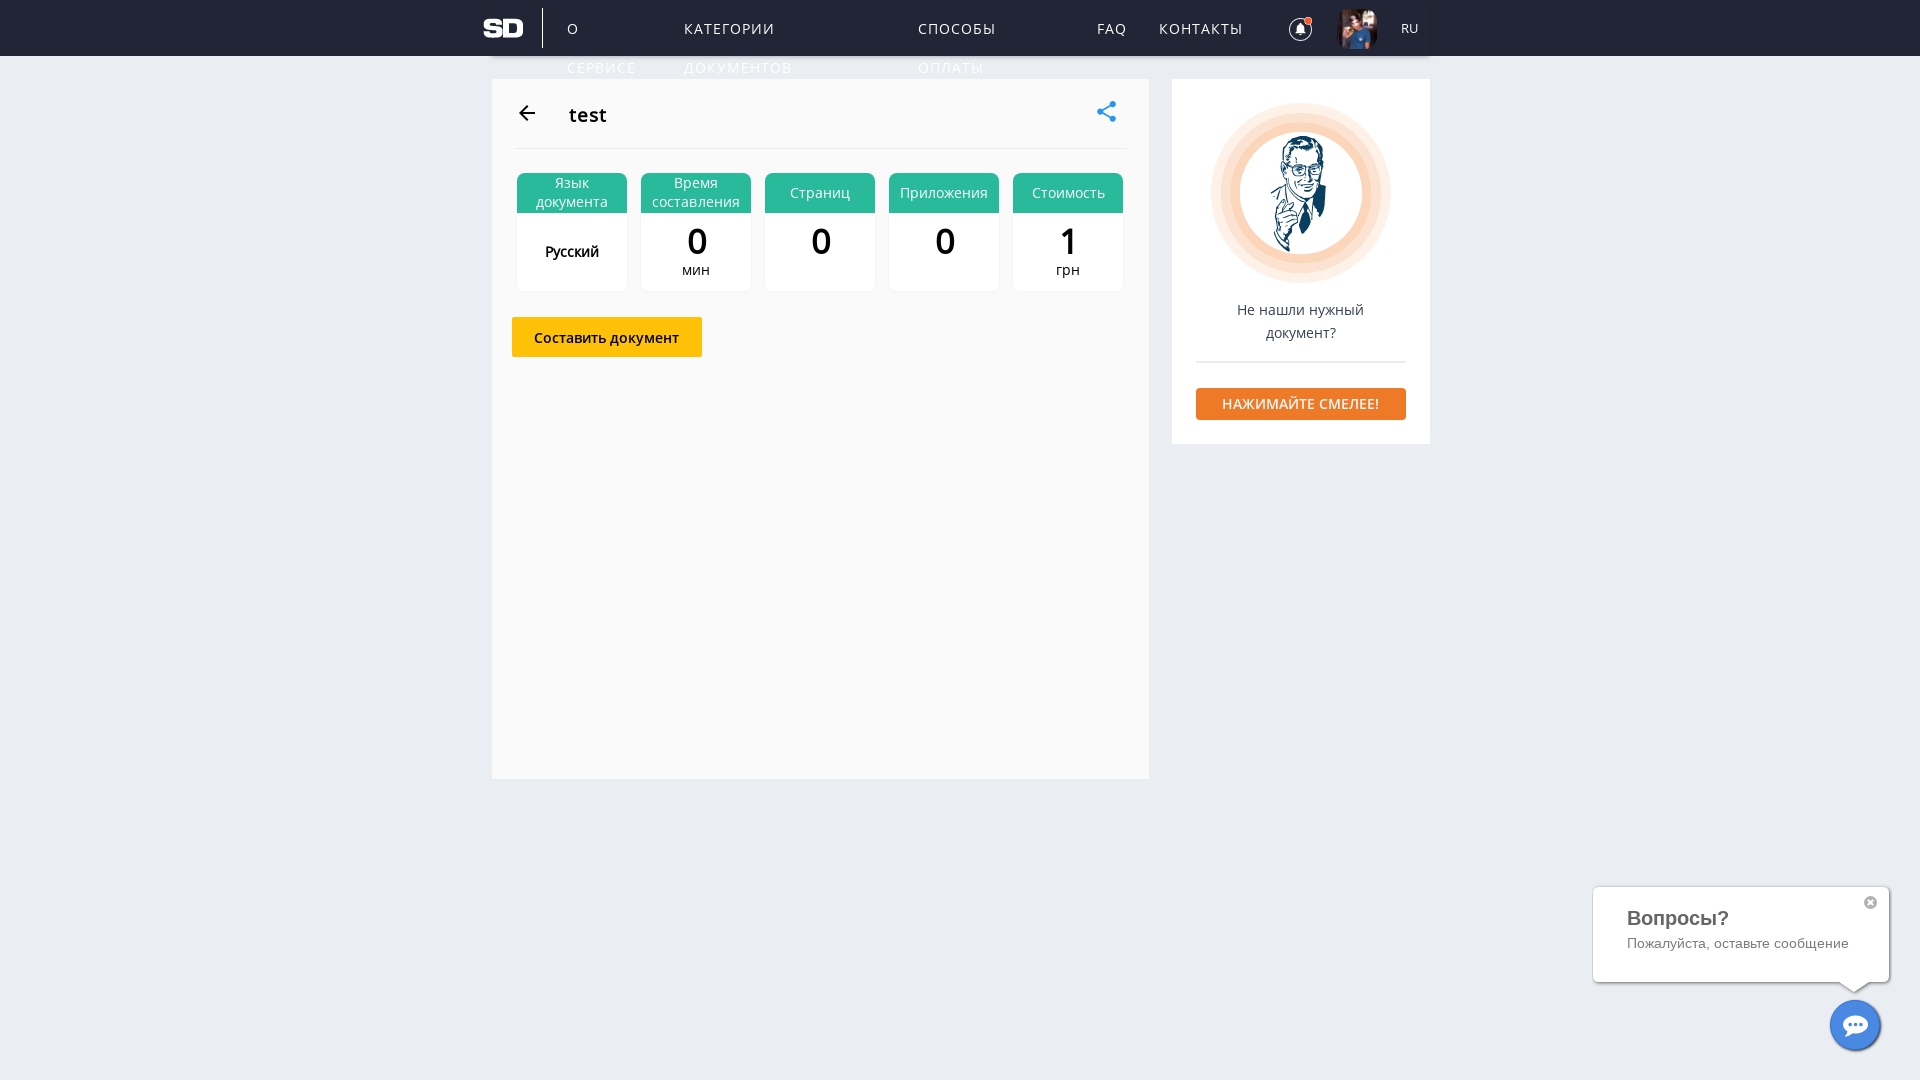 SD
О СЕРВИСЕ
КАТЕГОРИИ ДОКУМЕНТОВ
СПОСОБЫ ОПЛАТЫ
FAQ
КОНТАКТЫ
RU
test
Язык
документа
Русский
Время
составления
0
мин
Страниц
0
Приложения
0
Стоимость
1
грн
Составить документ
Не нашли нужный
документ?
НАЖИМАЙТЕ СМЕЛЕЕ!
Вопросы?
Пожалуйста, оставьте сообщение